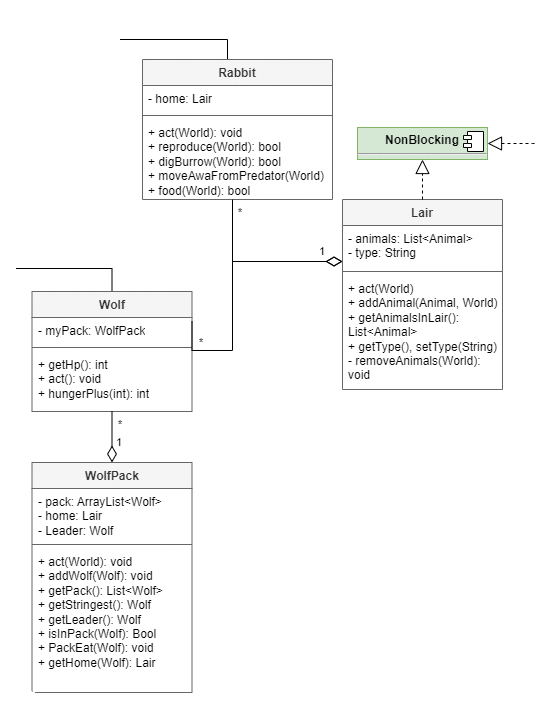 Rabbit
- home: Lair
+ act(World): void
+ reproduce(World): bool
+ digBurrow(World): bool
+ moveAwaFromPredator(World)
+ food(World): bool
*
NonBlocking
Lair
- animals: List<Animal>
- type: String
+ act(World)
+ addAnimal(Animal, World)
+ getAnimalsInLair():
List<Animal>
+ getType(), setType(String)
- removeAnimals(World):
void
1
Wolf
- myPack: WolfPack
+ getHp(): int
+ act(): void
+ hungerPlus(int): int
*
*
1
WolfPack
- pack: ArrayList<Wolf>
- home: Lair
- Leader: Wolf
+ act(World): void
+ addWolf(Wolf): void
+ getPack(): List<Wolf>
+ getStringest(): Wolf
+ getLeader(): Wolf
+ isInPack(Wolf): Bool
+ PackEat(Wolf): void
+ getHome(Wolf): Lair